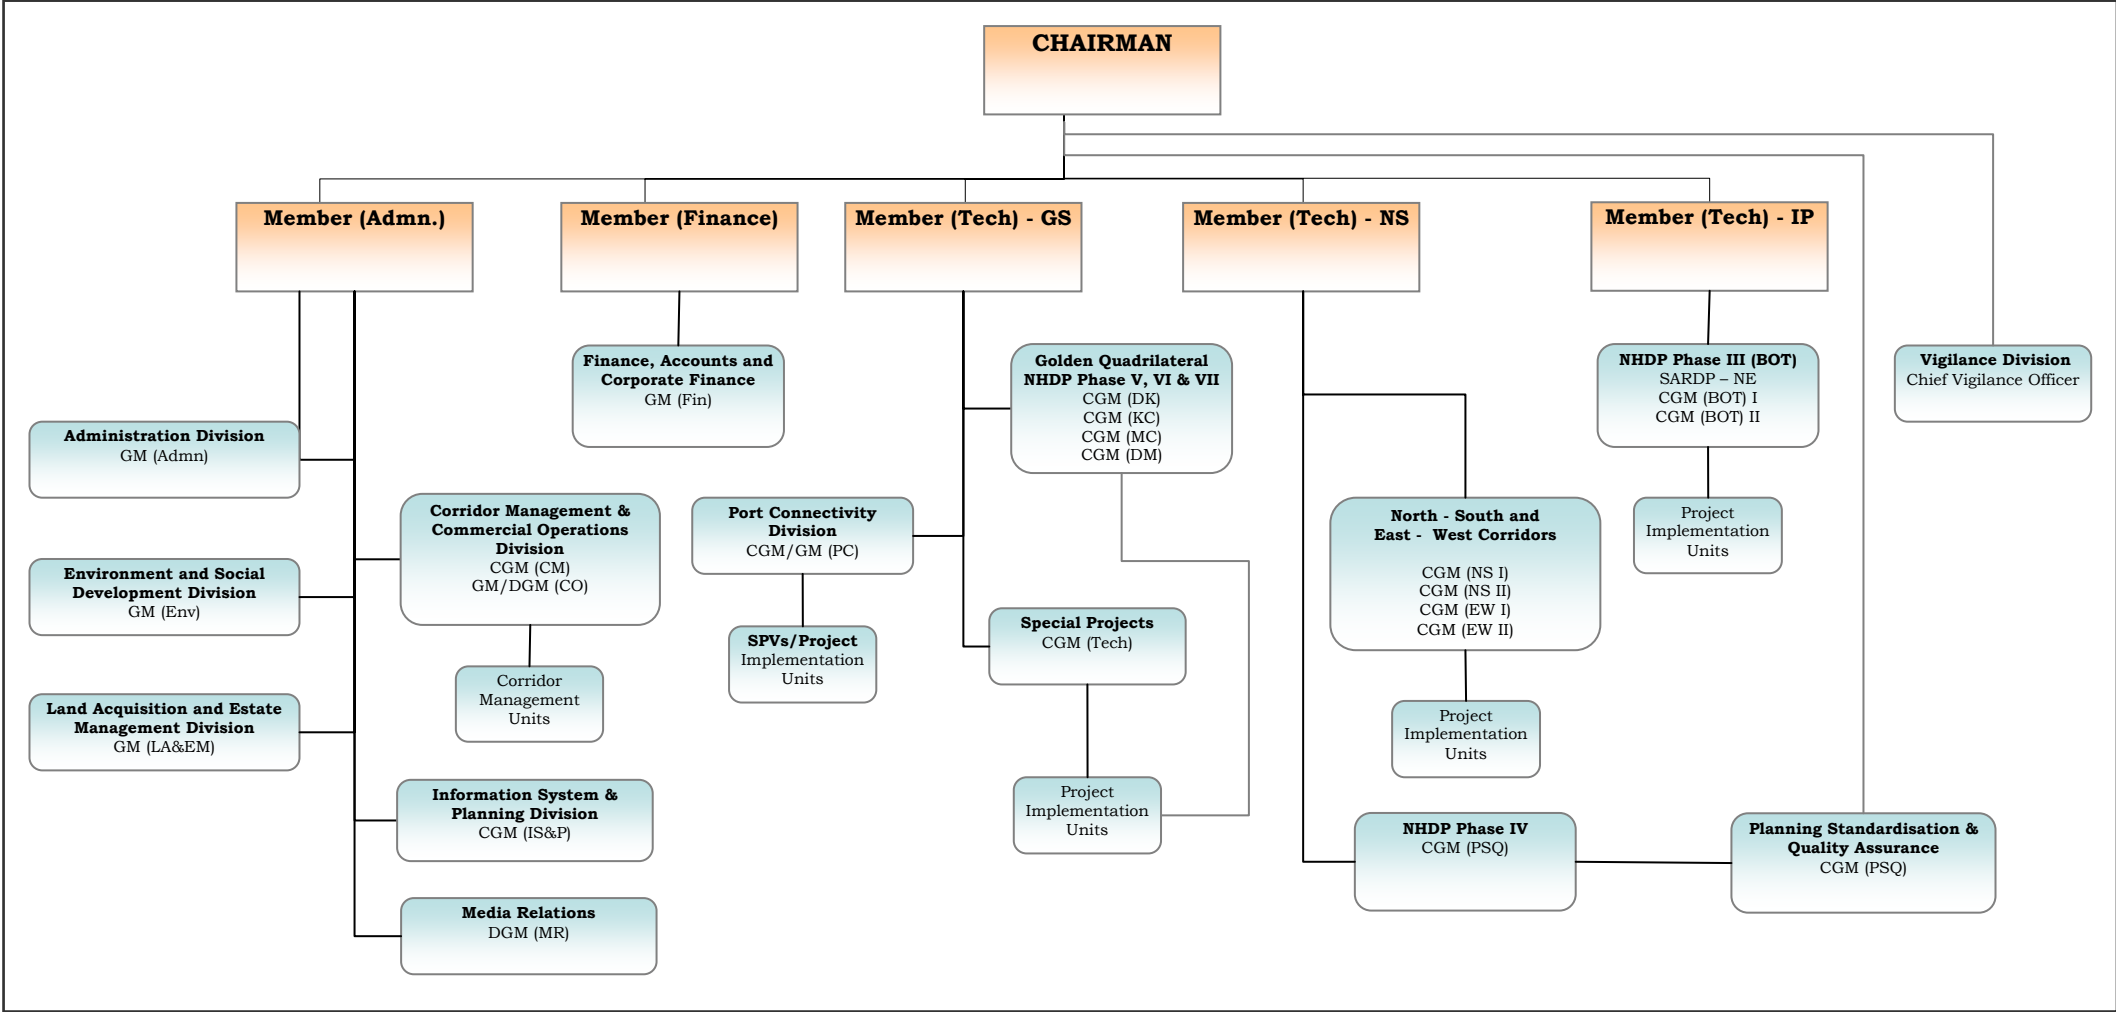 CHAIRMAN
Member (Admn.)
Member (Finance)
Member (Tech) - GS
Member (Tech) - NS
Member (Tech) - IP
Administration Division
GM (Admn)
Environment and Social
Development Division
GM (Env)
Land Acquisition and Estate
Management Division
GM (LA&EM)
Corridor Management &
Commercial Operations
Division
CGM (CM)
GM/DGM (CO)
Corridor
Management
Units
Information System &
Planning Division
CGM (IS&P)
Media Relations
DGM (MR)
Finance, Accounts and
Corporate Finance
GM (Fin)
Golden Quadrilateral
NHDP Phase V, VI & VII
CGM (DK)
CGM (KC)
CGM (MC)
CGM (DM)
Port Connectivity
Division
CGM/GM (PC)
SPVs/Project
Implementation
Units
Special Projects
CGM (Tech)
Project
Implementation
Units
North - South and
East - West Corridors
CGM (NS I)
CGM (NS II)
CGM (EW I)
CGM (EW II)
Project
Implementation
Units
NHDP Phase IV
CGM (PSQ)
NHDP Phase III (BOT)
SARDP – NE
CGM (BOT) I
CGM (BOT) II
Project
Implementation
Units
Planning Standardisation &
Quality Assurance
CGM (PSQ)
Vigilance Division
Chief Vigilance Officer